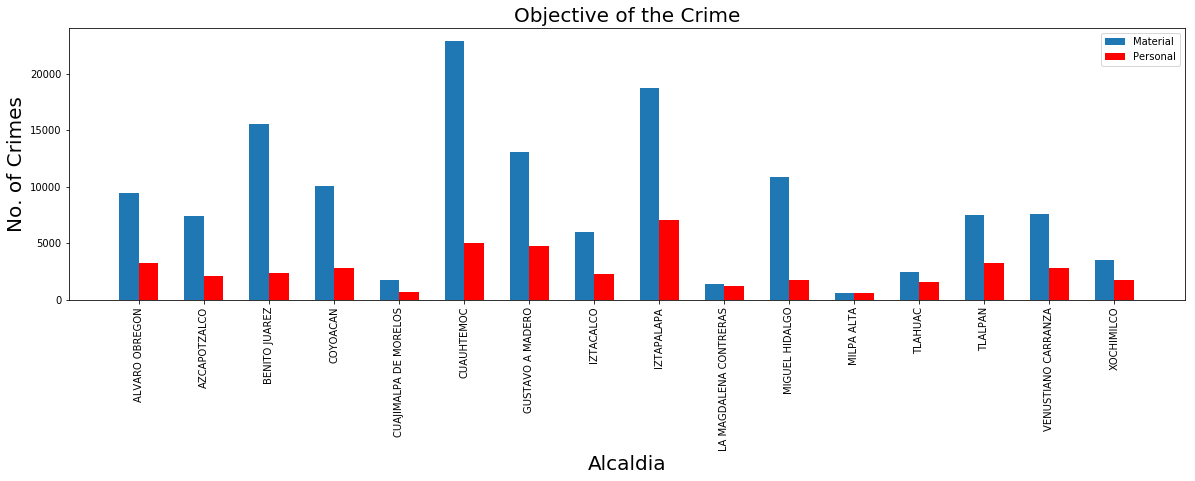 Objective of the Crime
Material
Personal
No. of Crimes
20000
15000
10000
5000
0
ALVARO OBREGON
AZCAPOTZALCO
BENITO JUAREZ
COYOACAN
CUAJIMALPA DE MORELOS
CUAUHTEMOC
GUSTAVO A MADERO
IZTACALCO
IZTAPALAPA
LA MAGDALENA CONTRERAS
MIGUEL HIDALGO
MILPA ALTA
TLAHUAC
TLALPAN
VENUSTIANO CARRANZA
XOCHIMILCO
Alcaldia